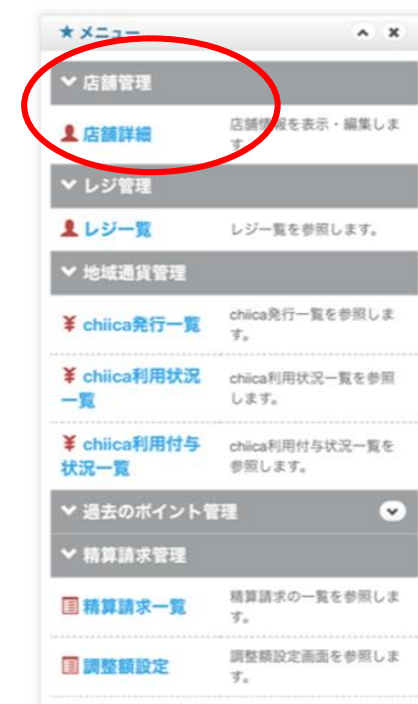 ★メニュー
店舗管理
店舗詳細
店舗情報を表示・編集しま
す。
レジ管理
レジ一覧
レジ一覧を参照します。
地域通貨管理
¥ chiica発行一覧
chiica発行一覧を参照しま
す。
¥ chiica利用状況
一覧
chiica利用状況一覧を参照
します。
¥ chiica利用付与
状況一覧
chiica利用付与状況一覧を
参照します。
過去のポイント管理
精算請求管理
精算請求一覧
精算請求の一覧を参照しま
す。
調整額設定
調整額設定画面を参照しま
す。